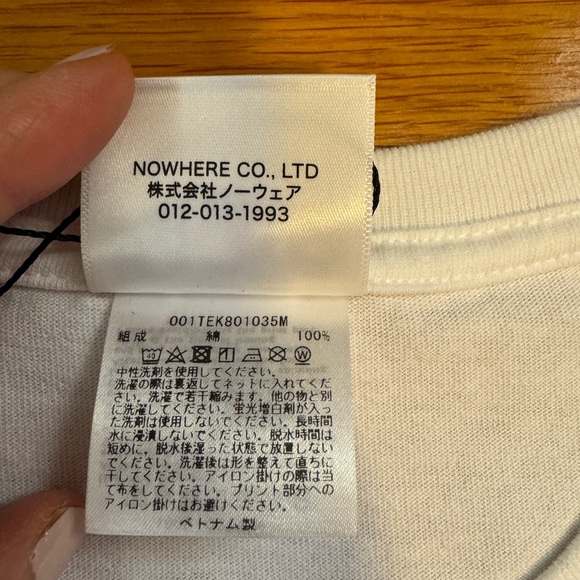 NOWHERE CO., LTD
株式会社ノーウェア
012-013-1993
001TEK801035M
組成 綿 100%
中性洗剤を使用してください。
洗濯の際は裏返してネットに入れてくだ
さい。洗濯で若干縮みます。他の物と別
に洗濯してください。蛍光増白剤が入っ
た洗剤は使用しないでください。長時間
水に浸漬しないでください。脱水時間は
短めに。脱水後湿った状態で放置しない
でください。洗濯後は形を整えて直ちに
干してください。アイロン掛けの際は当
て布をしてください。プリント部分への
アイロン掛けはお避けください。
ベトナム製